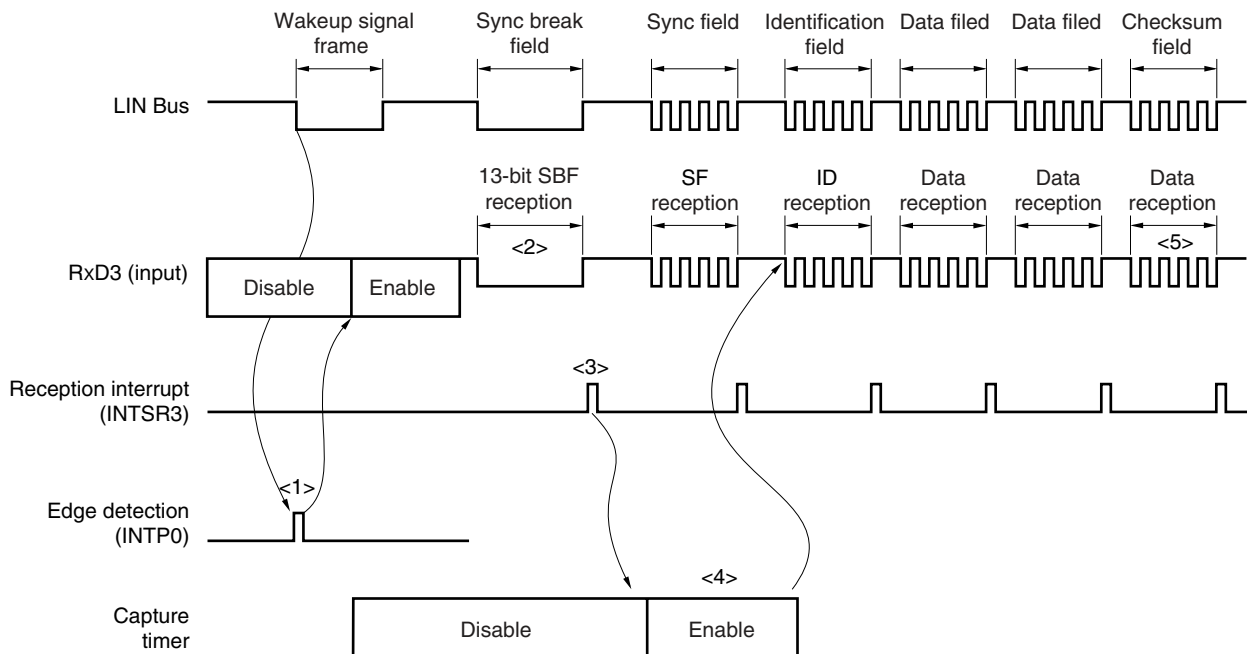 Wakeup signal
frame
Sync break
field
Sync field
Identification
field
Data filed
Data filed
Checksum
field
LIN Bus
13-bit SBF
reception
SF
reception
ID
reception
Data
reception
Data
reception
Data
reception
<2>
<5>
RxD3 (input)
Disable
Enable
Reception interrupt
(INTSR3)
<3>
Edge detection
(INTP0)
<1>
Capture
timer
Disable
<4>
Enable